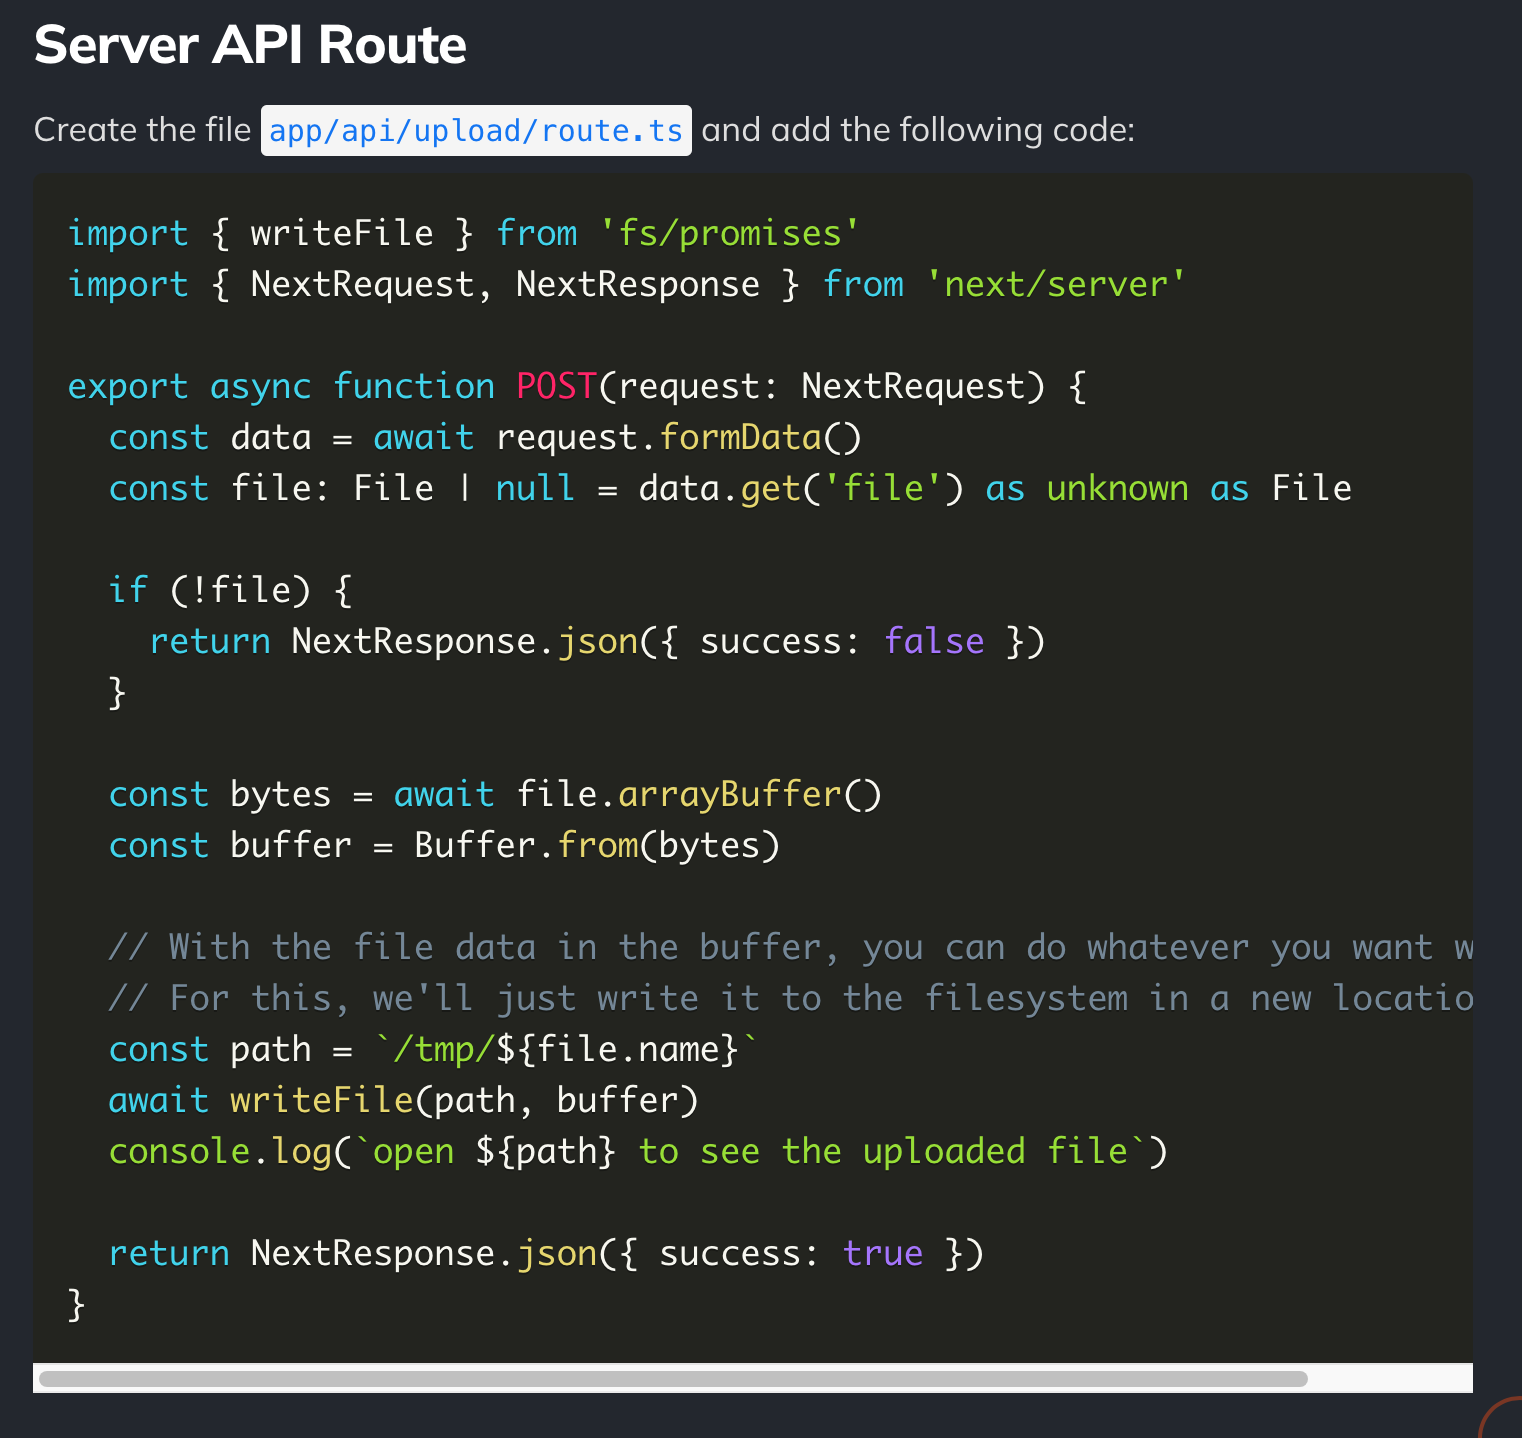 Server API Route
Create the file app/api/upload/route.ts and add the following code:
import { writeFile } from 'fs/promises'
import { NextRequest, NextResponse } from 'next/server'
export async function POST(request: NextRequest) {
  const data = await request.formData()
  const file: File | null = data.get('file') as unknown as File
  if (!file) {
    return NextResponse.json({ success: false })
  }
  const bytes = await file.arrayBuffer()
  const buffer = Buffer.from(bytes)
  // With the file data in the buffer, you can do whatever you want w
  // For this, we'll just write it to the filesystem in a new locatio
  const path = `/tmp/${file.name}`
  await writeFile(path, buffer)
  console.log(`open ${path} to see the uploaded file`)
  return NextResponse.json({ success: true })
}